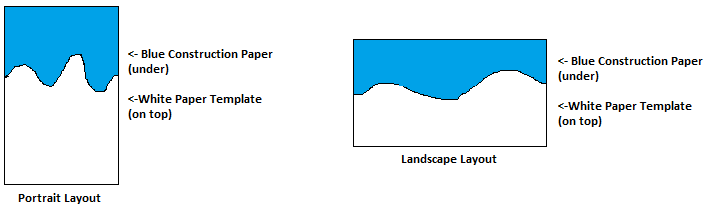 <- Blue Construction Paper
(under)
<-White Paper Template
(on top)
Portrait Layout
<- Blue Construction Paper
(under)
<-White Paper Template
(on top)
Landscape Layout